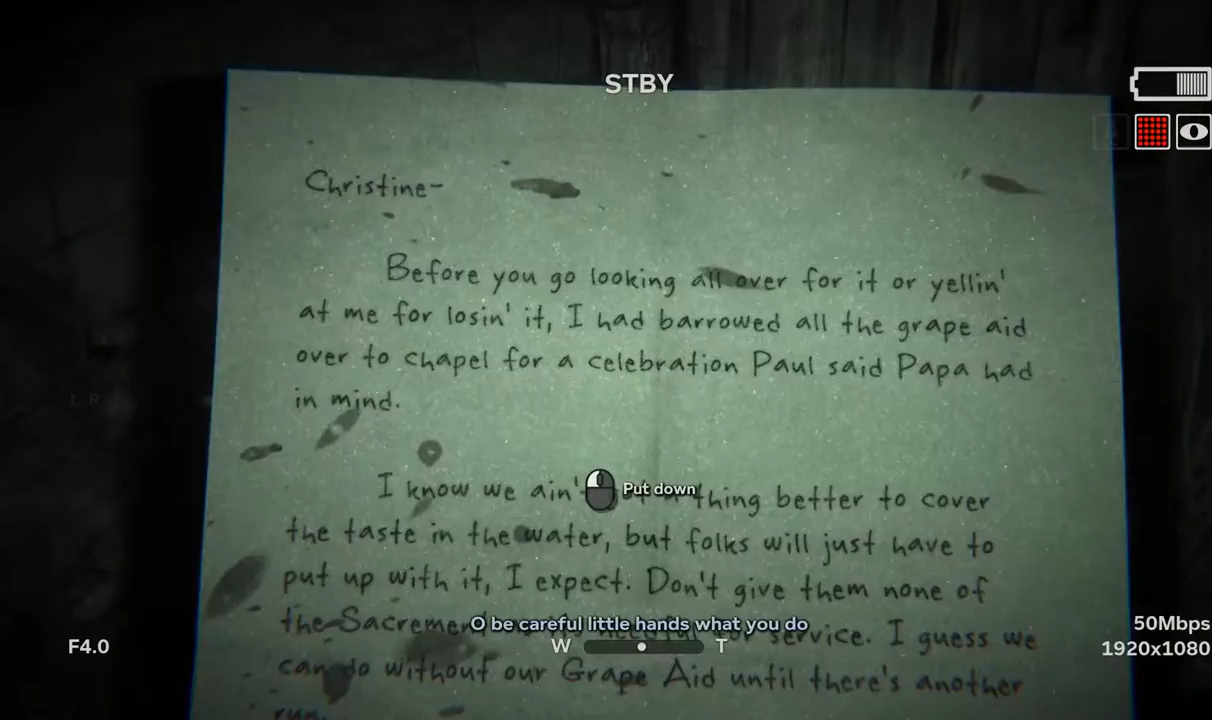 STBY
Christine-
Before you go looking all over for it or yellin'
at me for losin' it, I had barrowed all the grape aid
over to chapel for a celebration Paul said Papa had
in mind.
I know we ain't thing better to cover
Put down
the taste in the water, but folks will just have to
put up with it, I expect. Don't give them none of
the for service. I guess we
O be careful little hands what you do
can do without our Grape Aid until there's another
run.
L R
F4.0
W T
50Mbps
1920x1080